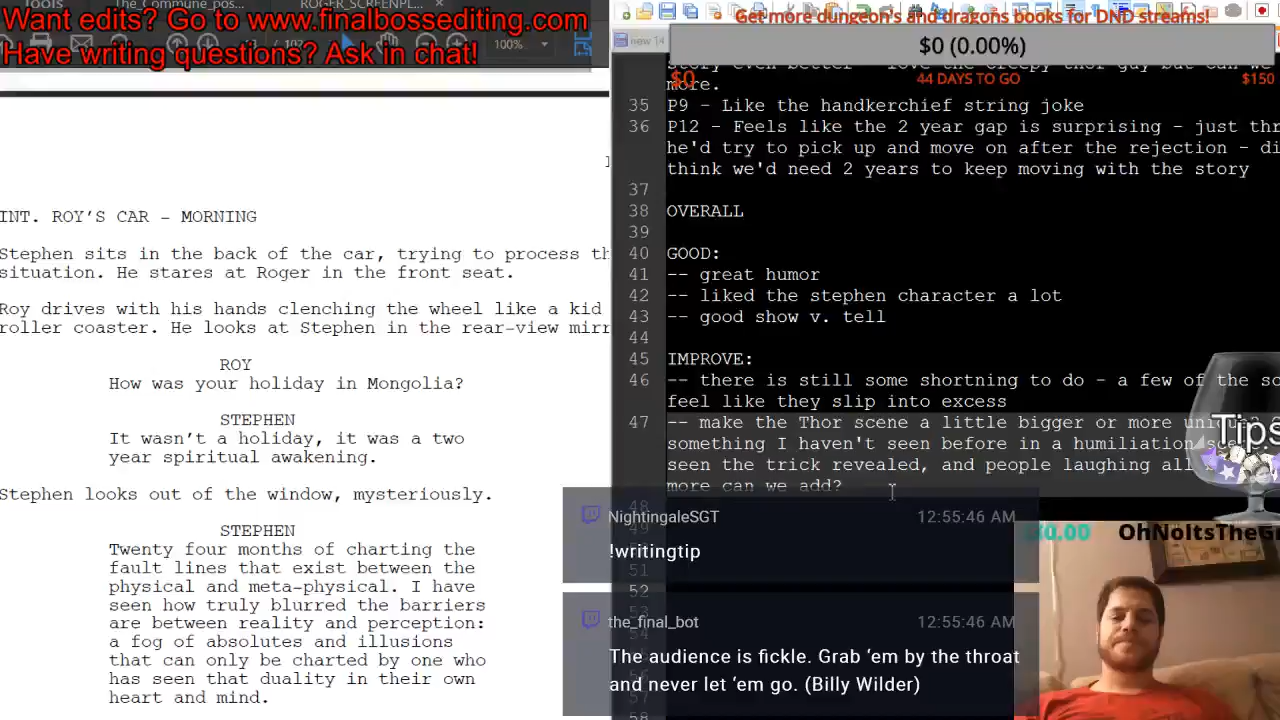 Tools
The_Commune_pos...
ROGER_SCREENPL...
Want edits? Go to www.finalbossediting.com
Have writing questions? Ask in chat!
100%
INT. ROY'S CAR – MORNING
Stephen sits in the back of the car, trying to process
situation. He stares at Roger in the front seat.
Roy drives with his hands clenching the wheel like a kid
roller coaster. He looks at Stephen in the rear-view
ROY
How was your holiday in Mongolia?
STEPHEN
It wasn't a holiday, it was a two
year spiritual awakening.
Stephen looks out of the window, mysteriously.
STEPHEN
Twenty four months of charting the
fault lines that exist between the
physical and meta-physical. I have
seen how truly blurred the barriers
are between reality and perception:
a fog of absolutes and illusions
that can only be charted by one who
has seen that duality in their own
heart and mind.
Get more dungeon's and dragons books for DND streams!
new 14
$0 (0.00%)
$0
44 DAYS TO GO
$150
more.
35 P9 - Like the handkerchief string joke
36 P12 - Feels like the 2 year gap is surprising - just
he'd try to pick up and move on after the rejection -
think we'd need 2 years to keep moving with the story
37
38 OVERALL
39
40 GOOD:
41 -- great humor
42 -- liked the stephen character a lot
43 -- good show v. tell
44
45 IMPROVE:
46 -- there is still some shortning to do - a few of the
feel like they slip into excess
47 -- make the Thor scene a little bigger or more
something I haven't seen before in a humiliation
seen the trick revealed, and people laughing all
more can we add?
48
Tips
NightingaleSGT
12:55:46 AM
!writingtip
51
52
the_final_bot
12:55:46 AM
The audience is fickle. Grab 'em by the throat
and never let 'em go. (Billy Wilder)
57
58
$0.00
OhNoItsTheG